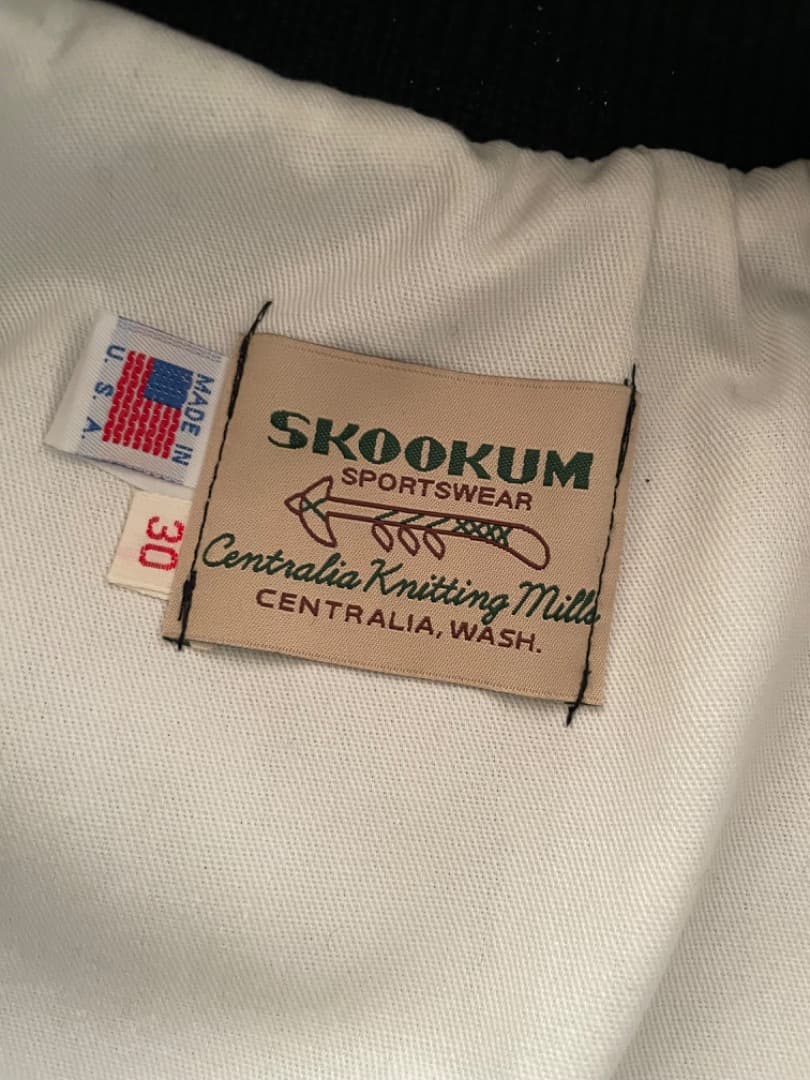 MADE IN
U. S. A.
30
SKOOKUM
SPORTSWEAR
Centralia Knitting Mills
CENTRALIA, WASH.